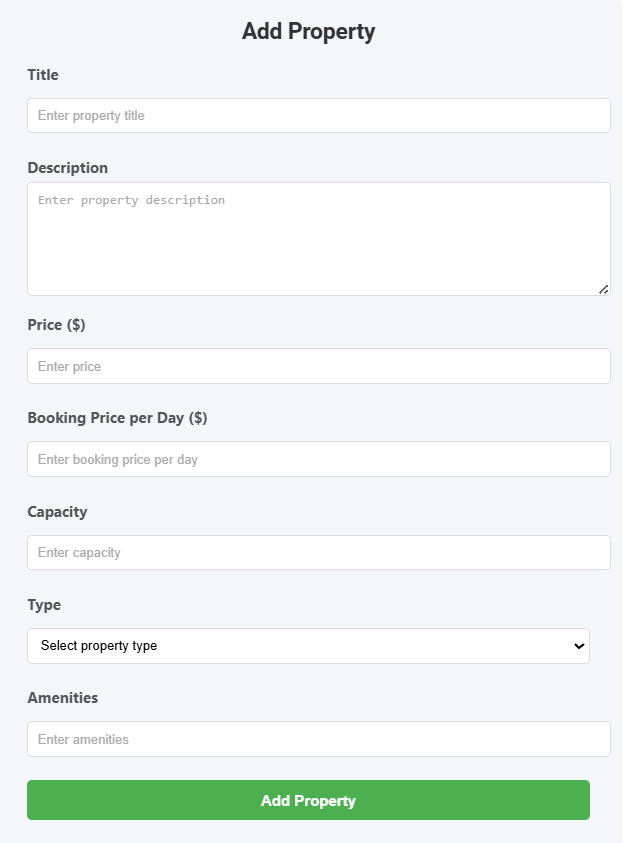 Add Property
Title
Enter property title
Description
Enter property description
Price ($)
Enter price
Booking Price per Day ($)
Enter booking price per day
Capacity
Enter capacity
Type
Select property type
Amenities
Enter amenities
Add Property